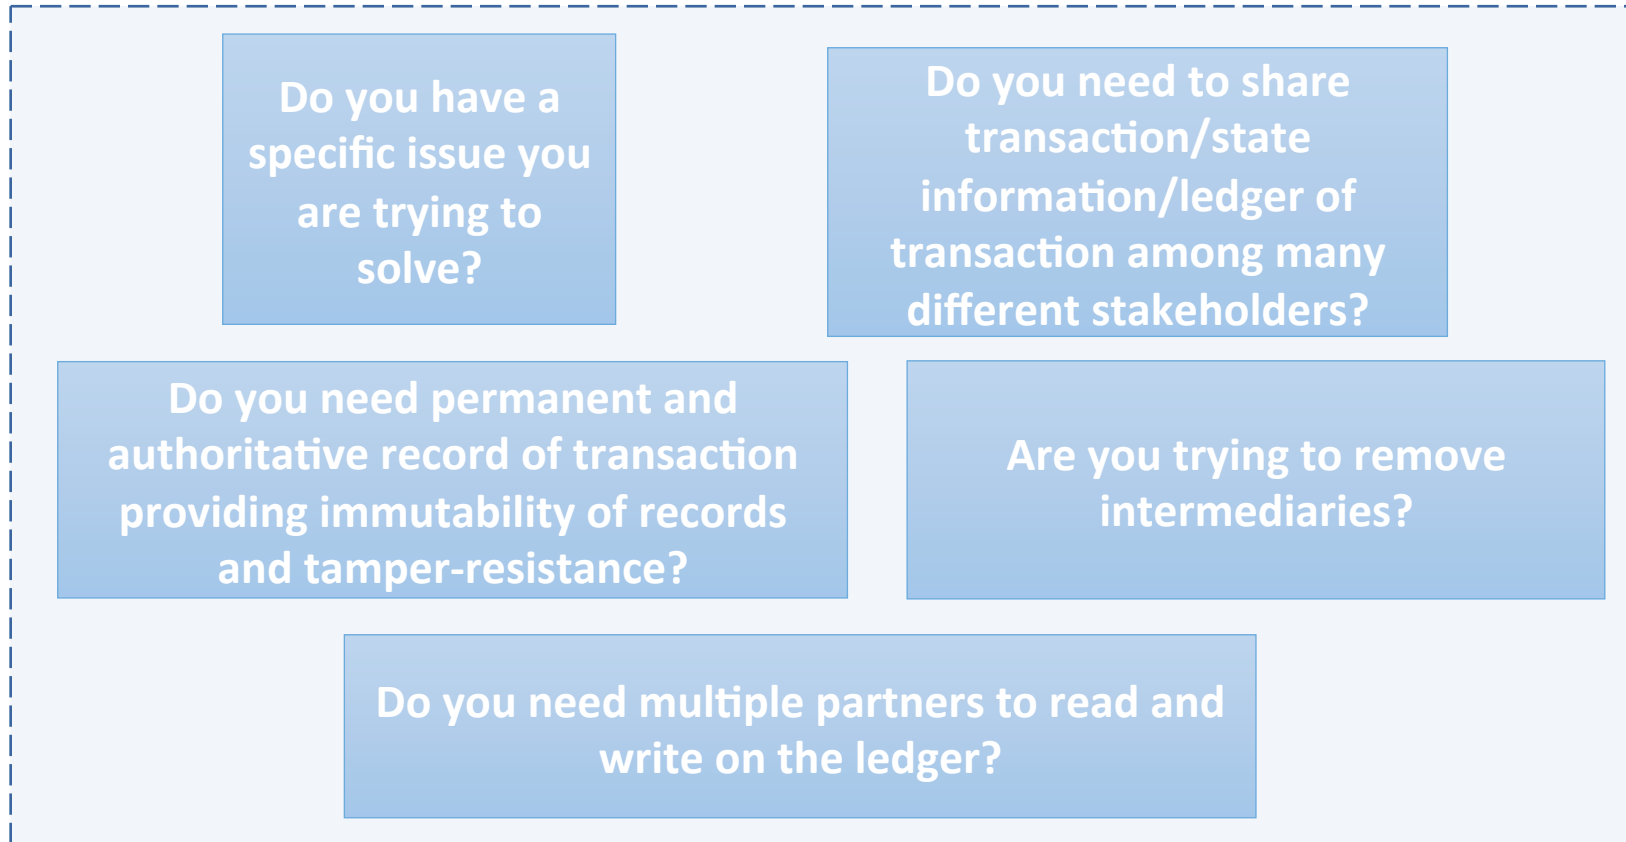 Do you have a
specific issue you
are trying to
solve?
Do you need to share
transaction/state
information/ledger of
transaction among many
different stakeholders?
Do you need permanent and
authoritative record of transaction
providing immutability of records
and tamper-resistance?
Are you trying to remove
intermediaries?
Do you need multiple partners to read and
write on the ledger?